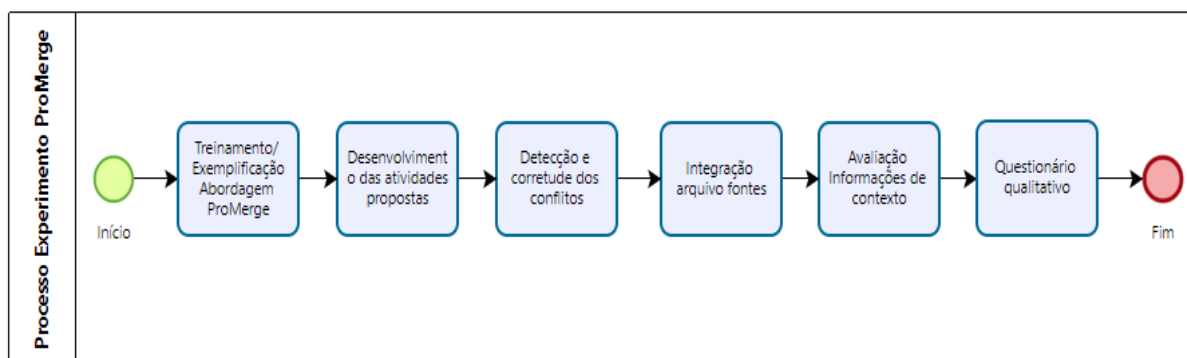 Processo Experimento ProMerge
Início
Treinamento/
Exemplificação
Abordagem
ProMerge
Desenvolviment
o das atividades
propostas
Detecção e
corretude dos
conflitos
Integração
arquivo fontes
Avaliação
Informações de
contexto
Questionário
qualitativo
Fim